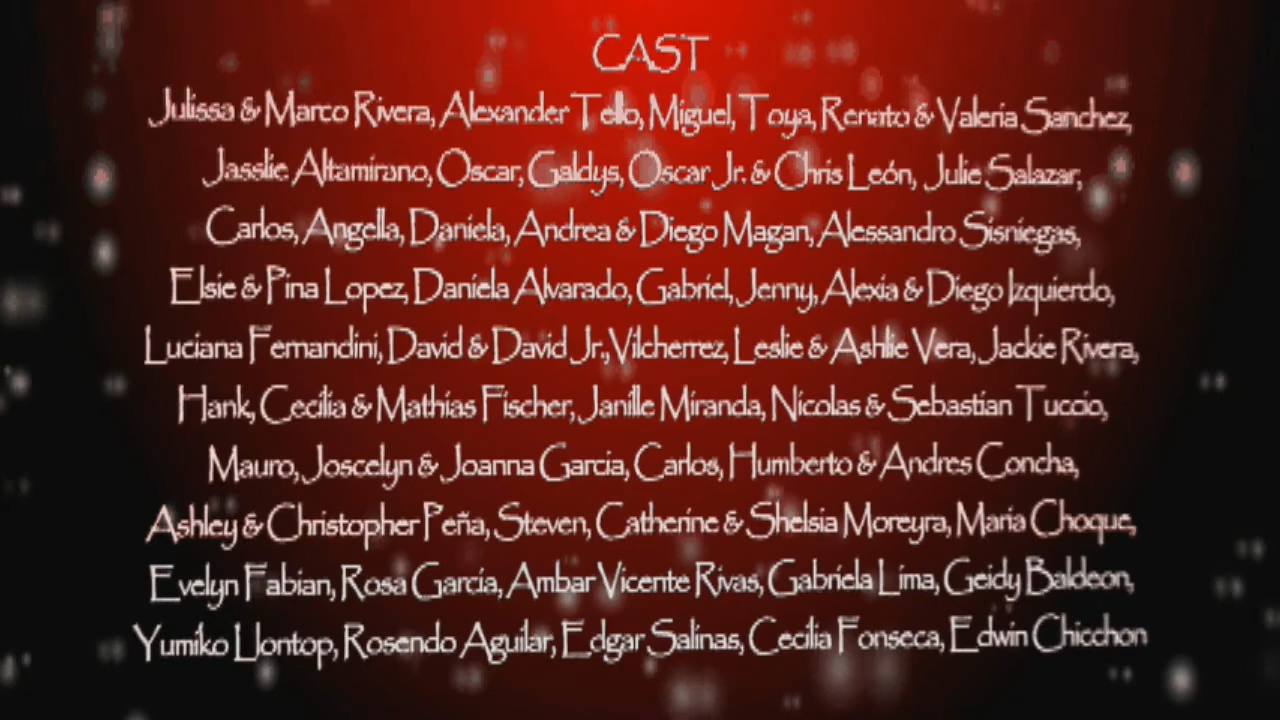 CAST
Julissa & Marco Rivera, Alexander Tello, Miguel, Toya, Renato & Valeria Sanchez,
Jasslie Altamirano, Oscar, Galdys, Oscar Jr. & Chris León, Julie Salazar,
Carlos, Angella, Daniela, Andrea & Diego Magan, Alessandro Sisniegas,
Elsie & Pina Lopez, Daniela Alvarado, Gabriel, Jenny, Alexia & Diego Izquierdo,
Luciana Fernandini, David & David Jr., Vilcherrez, Leslie & Ashlie Vera, Jackie Rivera,
Hank, Cecilia & Mathias Fischer, Janille Miranda, Nicolas & Sebastian Tuccio,
Mauro, Joscelyn & Joanna Garcia, Carlos, Humberto & Andres Concha,
Ashley & Christopher Peña, Steven, Catherine & Shelsia Moreyra, Maria Choque,
Evelyn Fabian, Rosa García, Ambar Vicente Rivas, Gabriela Lima, Geidy Baldeon,
Yumiko Llontop, Rosendo Aguilar, Edgar Salinas, Cecilia Fonseca, Edwin Chicchon